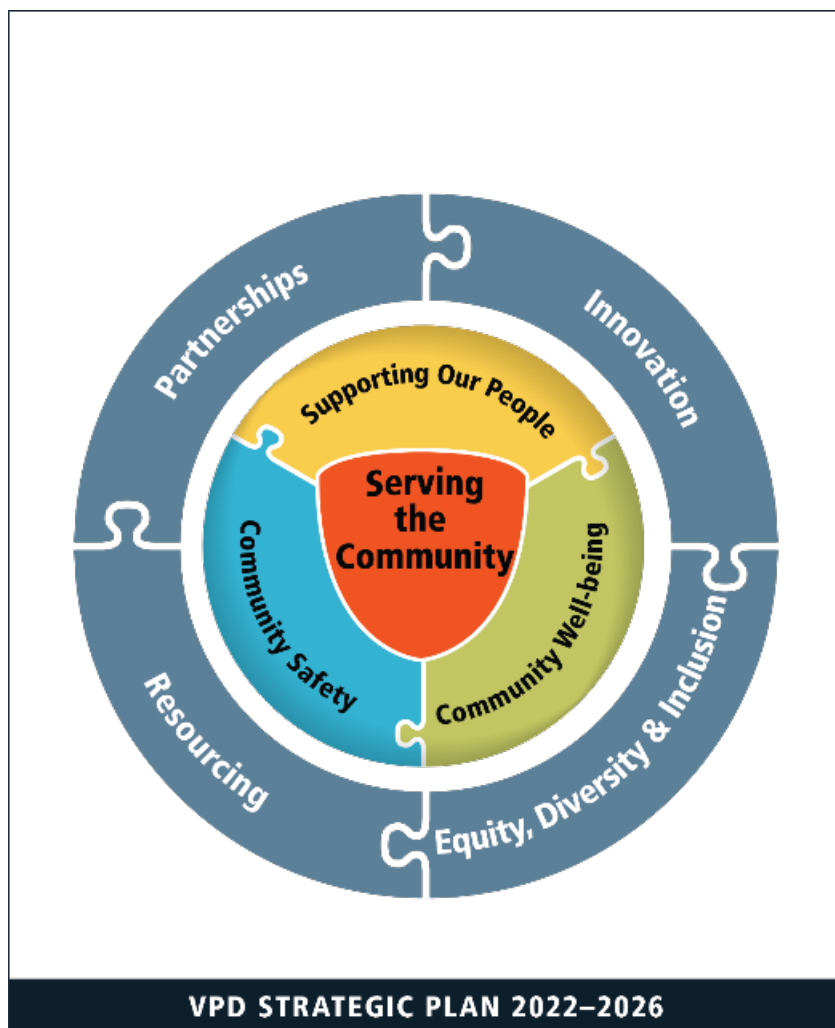 Partnerships
Innovation
Supporting Our People
Serving
the
Community
Community Safety
Community Well-being
Resourcing
Equity, Diversity & Inclusion
VPD STRATEGIC PLAN 2022–2026